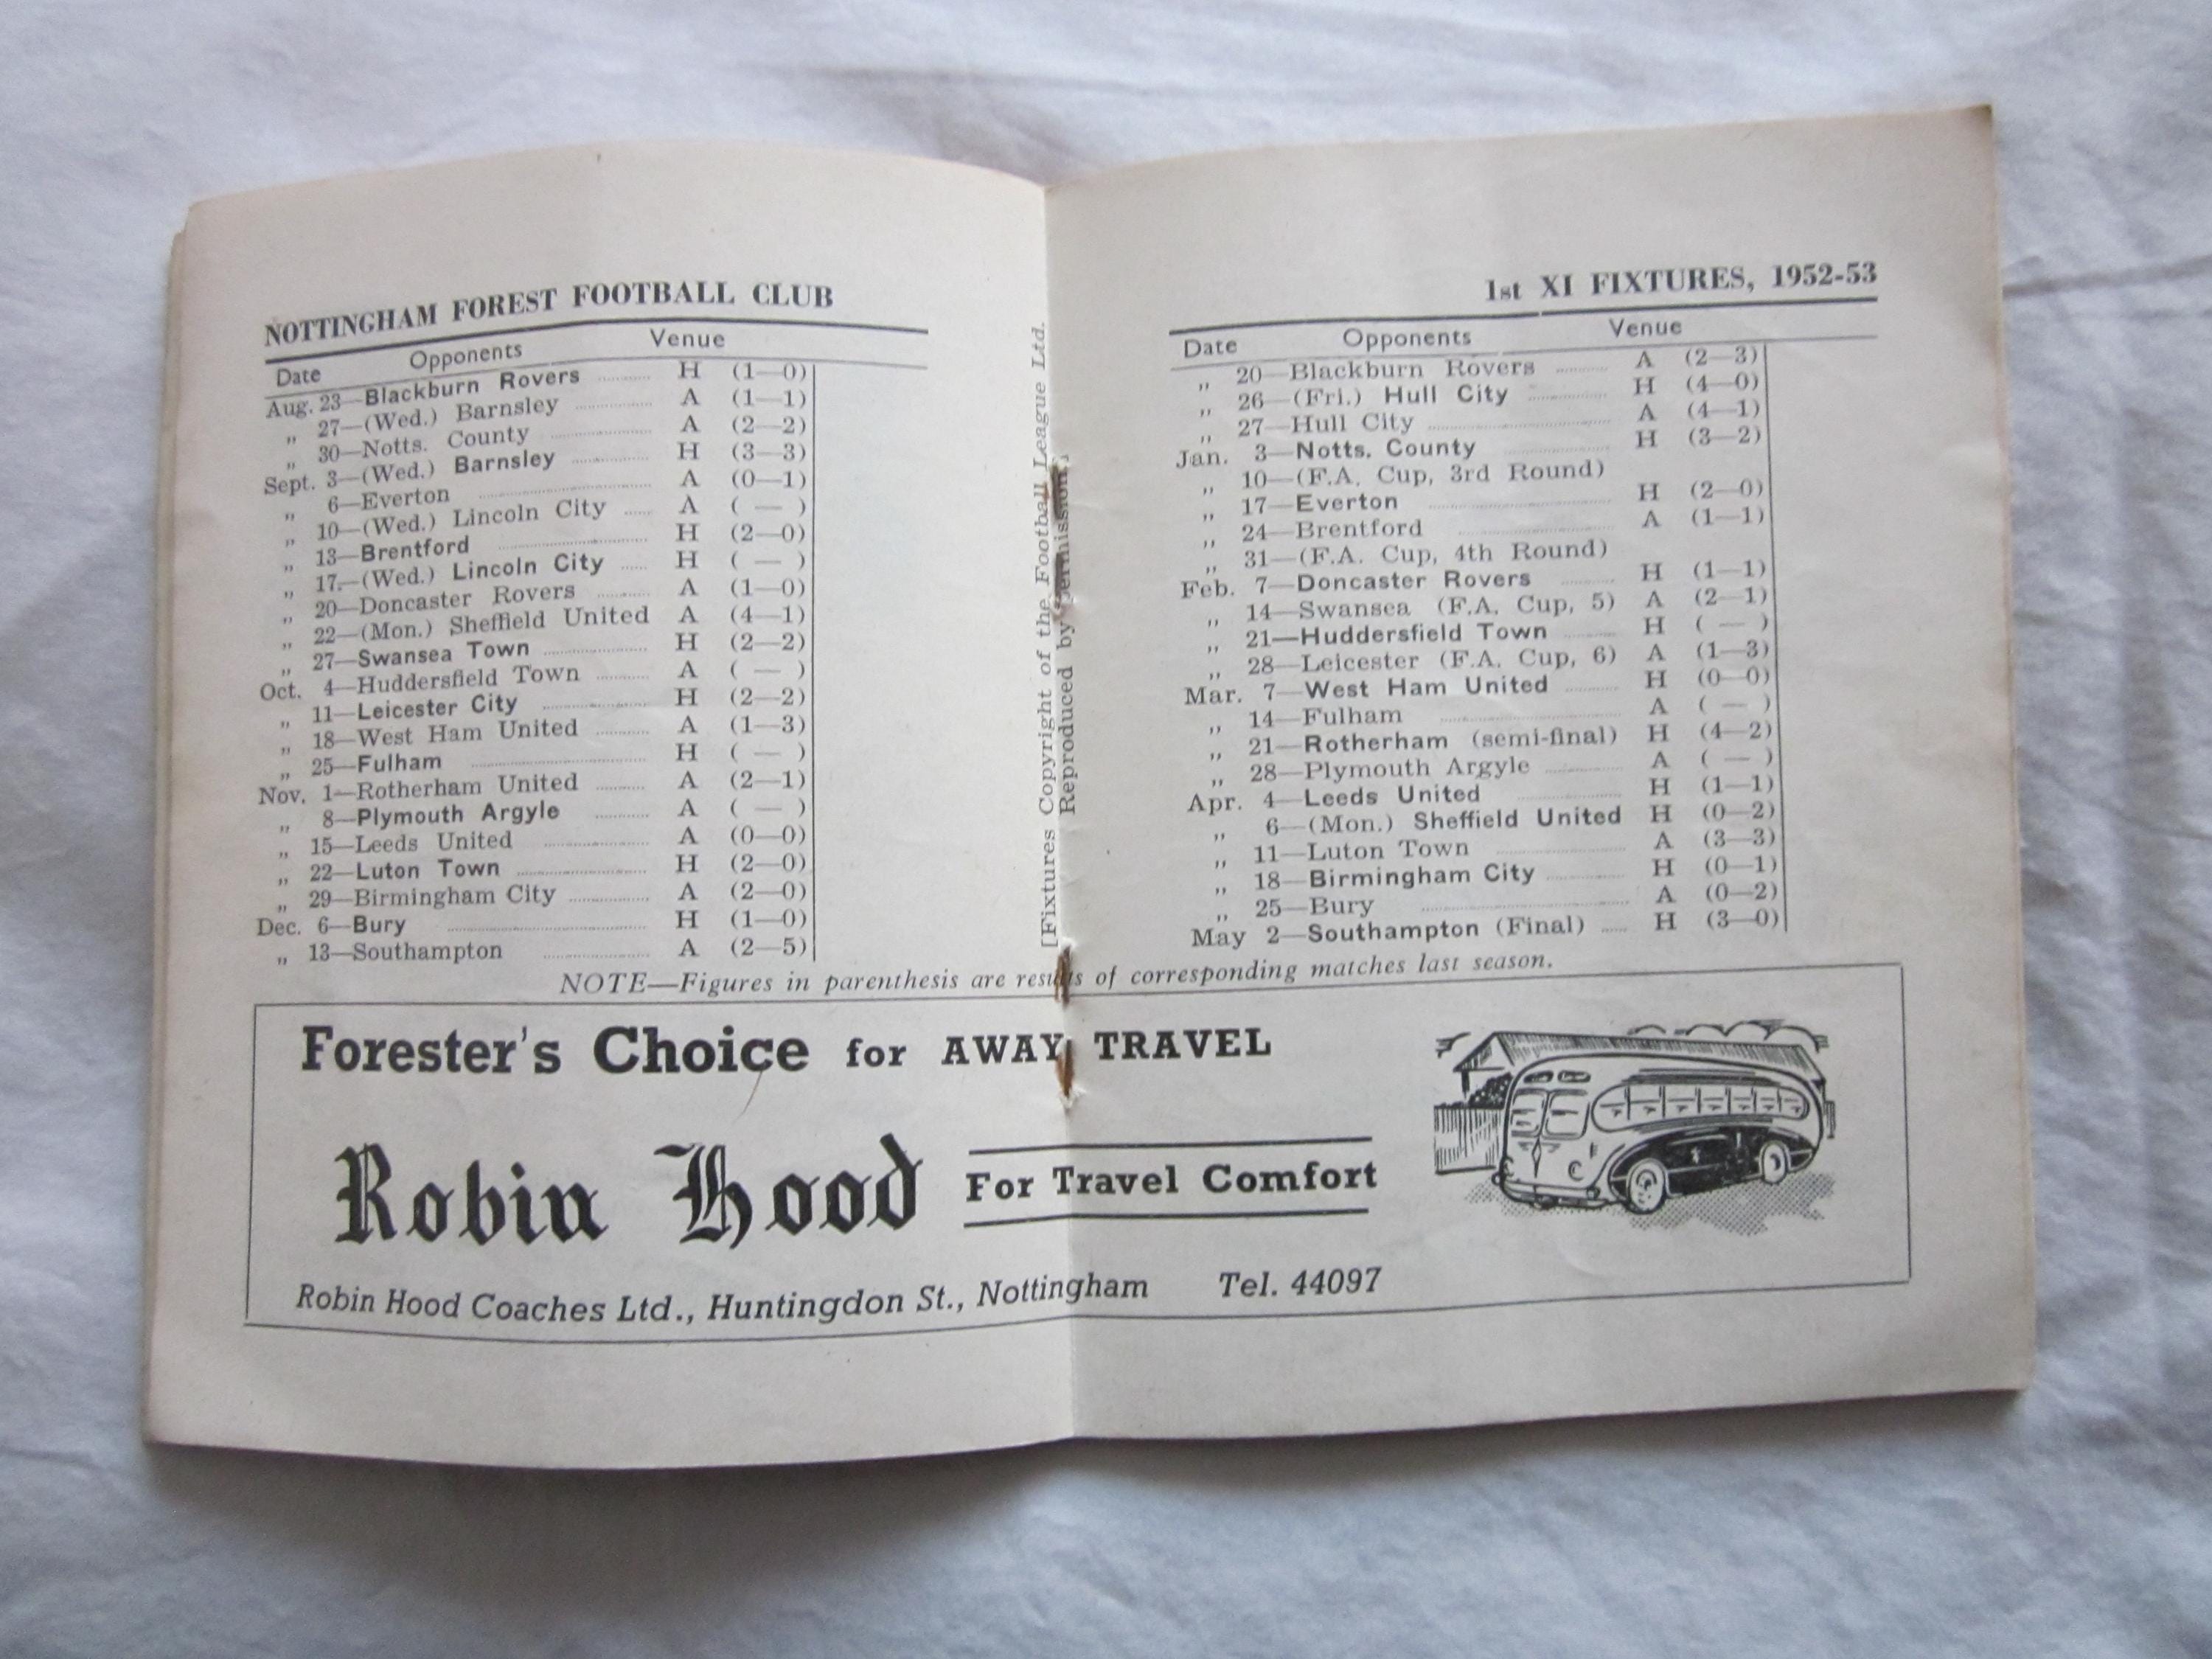 NOTTINGHAM FOREST FOOTBALL CLUB
Date Opponents Venue
Aug. 23—Blackburn Rovers ........ H (1—0)
„ 27—(Wed.) Barnsley ........ A (1—1)
„ 30—Notts. County ........ A (2—2)
Sept. 3—(Wed.) Barnsley ........ H (3—3)
„ 6—Everton ........ A (0—1)
„ 10—(Wed.) Lincoln City ..... A ( — )
„ 13—Brentford ........ H (2—0)
„ 17—(Wed.) Lincoln City ..... H ( — )
„ 20—Doncaster Rovers ........ A (1—0)
„ 22—(Mon.) Sheffield United A (4—1)
„ 27—Swansea Town ........ H (2—2)
Oct. 4—Huddersfield Town ........ A ( — )
„ 11—Leicester City ........ H (2—2)
„ 18—West Ham United ........ A (1—3)
„ 25—Fulham ........ H ( — )
Nov. 1—Rotherham United ........ A (2—1)
„ 8—Plymouth Argyle ........ A ( — )
„ 15—Leeds United ........ A (0—0)
„ 22—Luton Town ........ H (2—0)
„ 29—Birmingham City ........ A (2—0)
Dec. 6—Bury ........ H (1—0)
„ 13—Southampton ........ A (2—5)
[Fixtures Copyright of the Football League Ltd.
Reproduced by permission]
1st XI FIXTURES, 1952-53
Date Opponents Venue
„ 20—Blackburn Rovers ........ A (2—3)
„ 26—(Fri.) Hull City ........ H (4—0)
„ 27—Hull City ........ A (4—1)
Jan. 3—Notts. County ........ H (3—2)
„ 10—(F.A. Cup, 3rd Round)
„ 17—Everton ........ H (2—0)
„ 24—Brentford ........ A (1—1)
„ 31—(F.A. Cup, 4th Round)
Feb. 7—Doncaster Rovers ........ H (1—1)
„ 14—Swansea (F.A. Cup, 5) A (2—1)
„ 21—Huddersfield Town ........ H ( — )
„ 28—Leicester (F.A. Cup, 6) A (1—3)
Mar. 7—West Ham United ........ H (0—0)
„ 14—Fulham ........ A ( — )
„ 21—Rotherham (semi-final) H (4—2)
„ 28—Plymouth Argyle ........ A ( — )
Apr. 4—Leeds United ........ H (1—1)
„ 6—(Mon.) Sheffield United H (0—2)
„ 11—Luton Town ........ A (3—3)
„ 18—Birmingham City ........ H (0—1)
„ 25—Bury ........ A (0—2)
May 2—Southampton (Final) ..... H (3—0)
NOTE—Figures in parenthesis are results of corresponding matches last season.
Forester's Choice for AWAY TRAVEL
Robin Hood For Travel Comfort
Robin Hood Coaches Ltd., Huntingdon St., Nottingham Tel. 44097